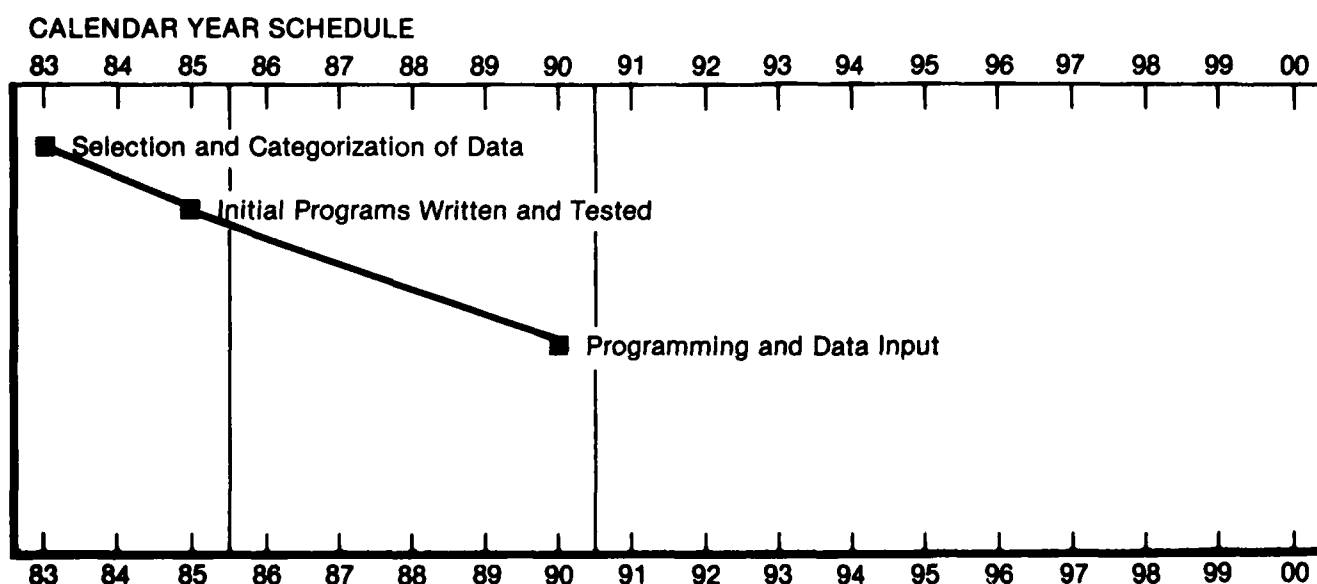 CALENDAR YEAR SCHEDULE
83 84 85 86 87 88 89 90 91 92 93 94 95 96 97 98 99 00
Selection and Categorization of Data
Initial Programs Written and Tested
Programming and Data Input
83 84 85 86 87 88 89 90 91 92 93 94 95 96 97 98 99 00